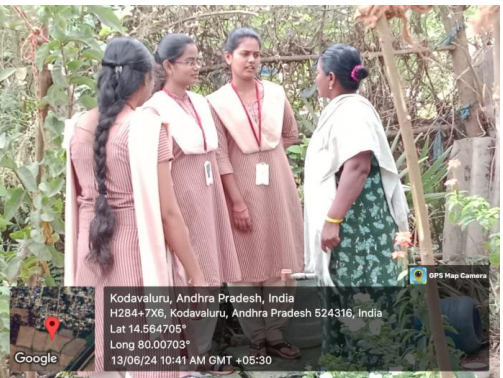 GPS Map Camera
Kodavaluru, Andhra Pradesh, India
H284+7X6, Kodavaluru, Andhra Pradesh 524316, India
Lat 14.564705°
Long 80.00703°
13/06/24 10:41 AM GMT +05:30
Google